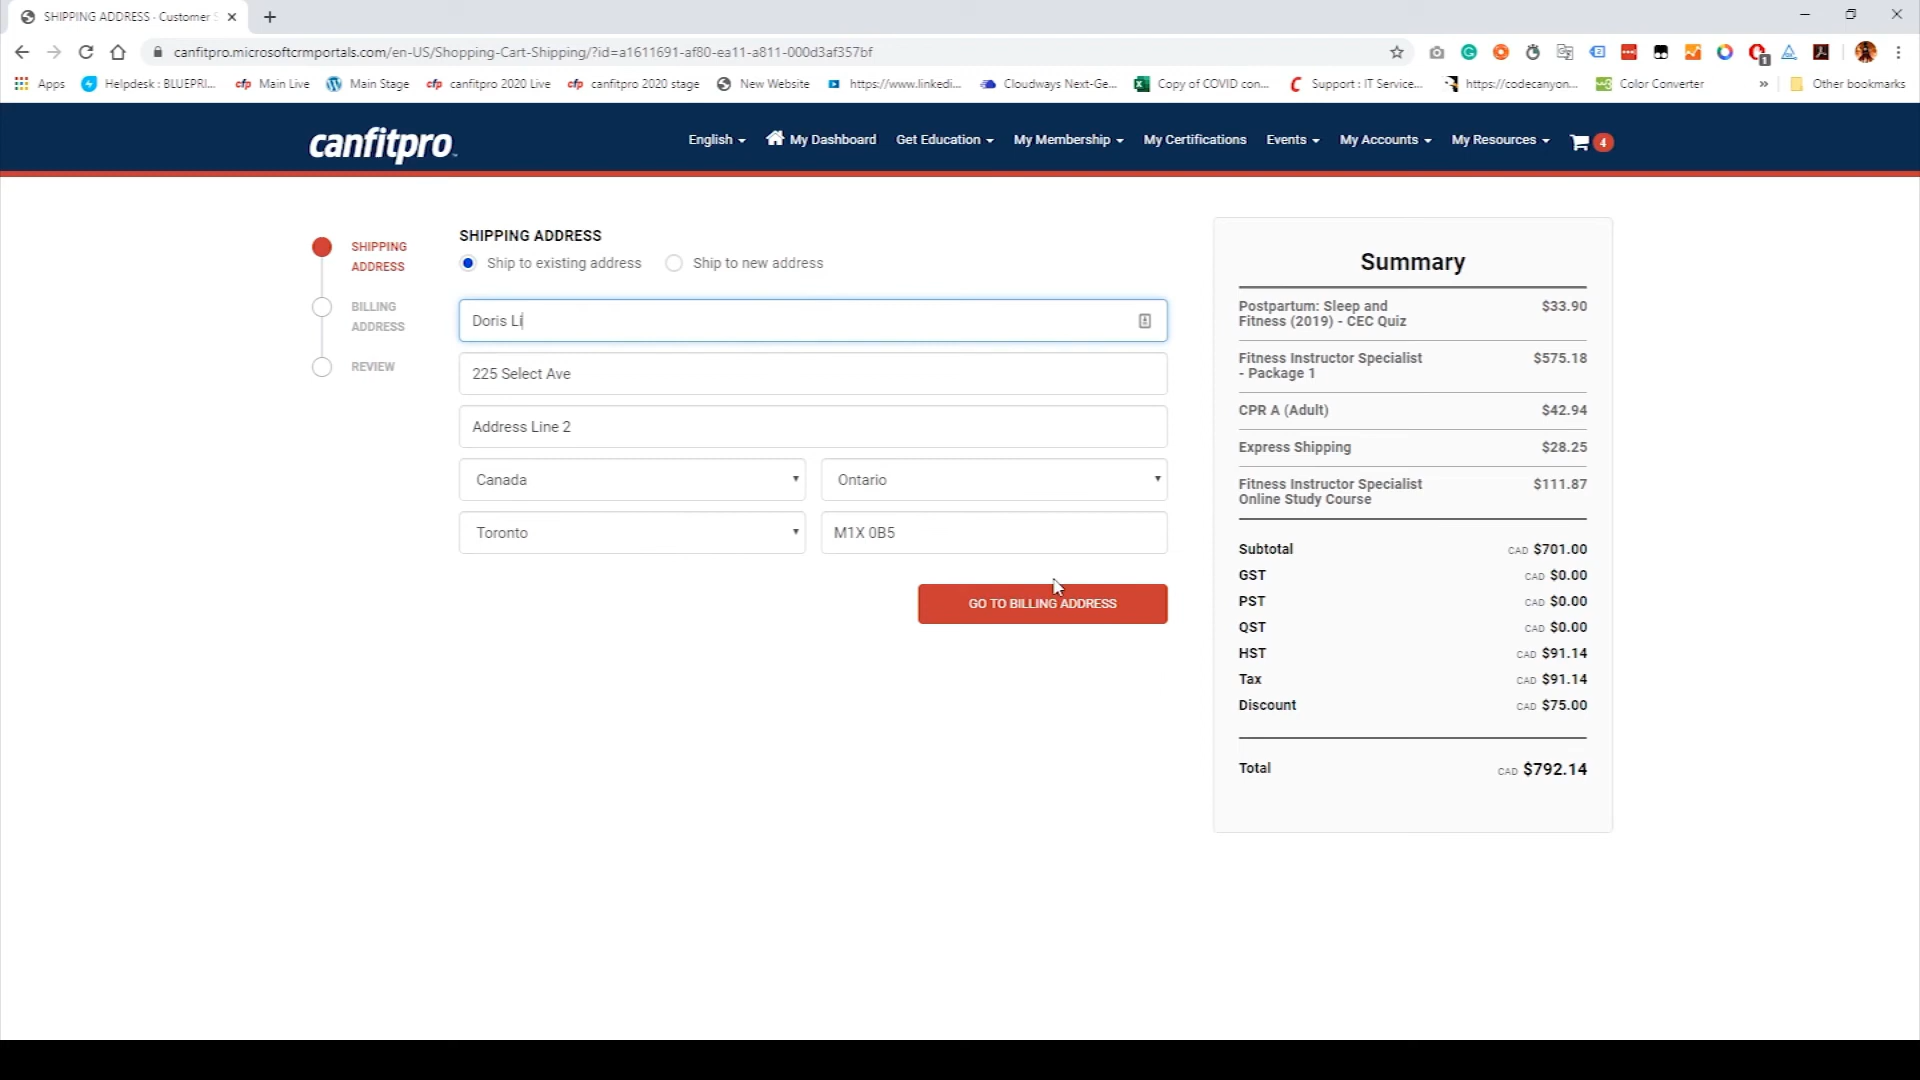 SHIPPING ADDRESS - Customer S
canfitpro.microsoftcrmportals.com/en-US/Shopping-Cart-Shipping/?id=a1611691-af80-ea11-a811-000d3af357bf
Apps Helpdesk : BLUEPRI... cfp Main Live Main Stage cfp canfitpro 2020 Live cfp canfitpro 2020 stage New Website https://www.linkedi... Cloudways Next-Ge... Copy of COVID con... Support : IT Service... https://codecanyon... Color Converter » Other bookmarks
canfitpro
English My Dashboard Get Education My Membership My Certifications Events My Accounts My Resources 4
SHIPPING
ADDRESS
BILLING
ADDRESS
REVIEW
SHIPPING ADDRESS
Ship to existing address Ship to new address
Doris Li
225 Select Ave
Address Line 2
Canada Ontario
Toronto M1X 0B5
GO TO BILLING ADDRESS
Summary
Postpartum: Sleep and $33.90
Fitness (2019) - CEC Quiz
Fitness Instructor Specialist $575.18
- Package 1
CPR A (Adult) $42.94
Express Shipping $28.25
Fitness Instructor Specialist $111.87
Online Study Course
Subtotal CAD $701.00
GST CAD $0.00
PST CAD $0.00
QST CAD $0.00
HST CAD $91.14
Tax CAD $91.14
Discount CAD $75.00
Total CAD $792.14